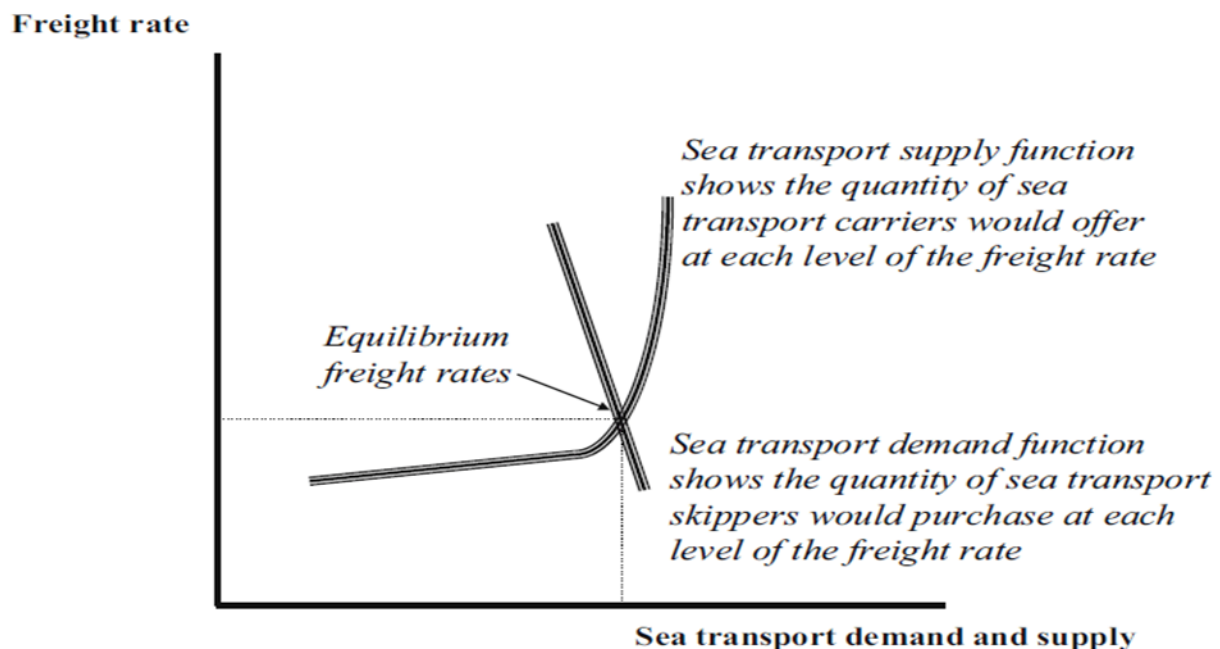 Freight rate
Sea transport supply function
shows the quantity of sea
transport carriers would offer
at each level of the freight rate
Equilibrium
freight rates
Sea transport demand function
shows the quantity of sea transport
skippers would purchase at each
level of the freight rate
Sea transport demand and supply